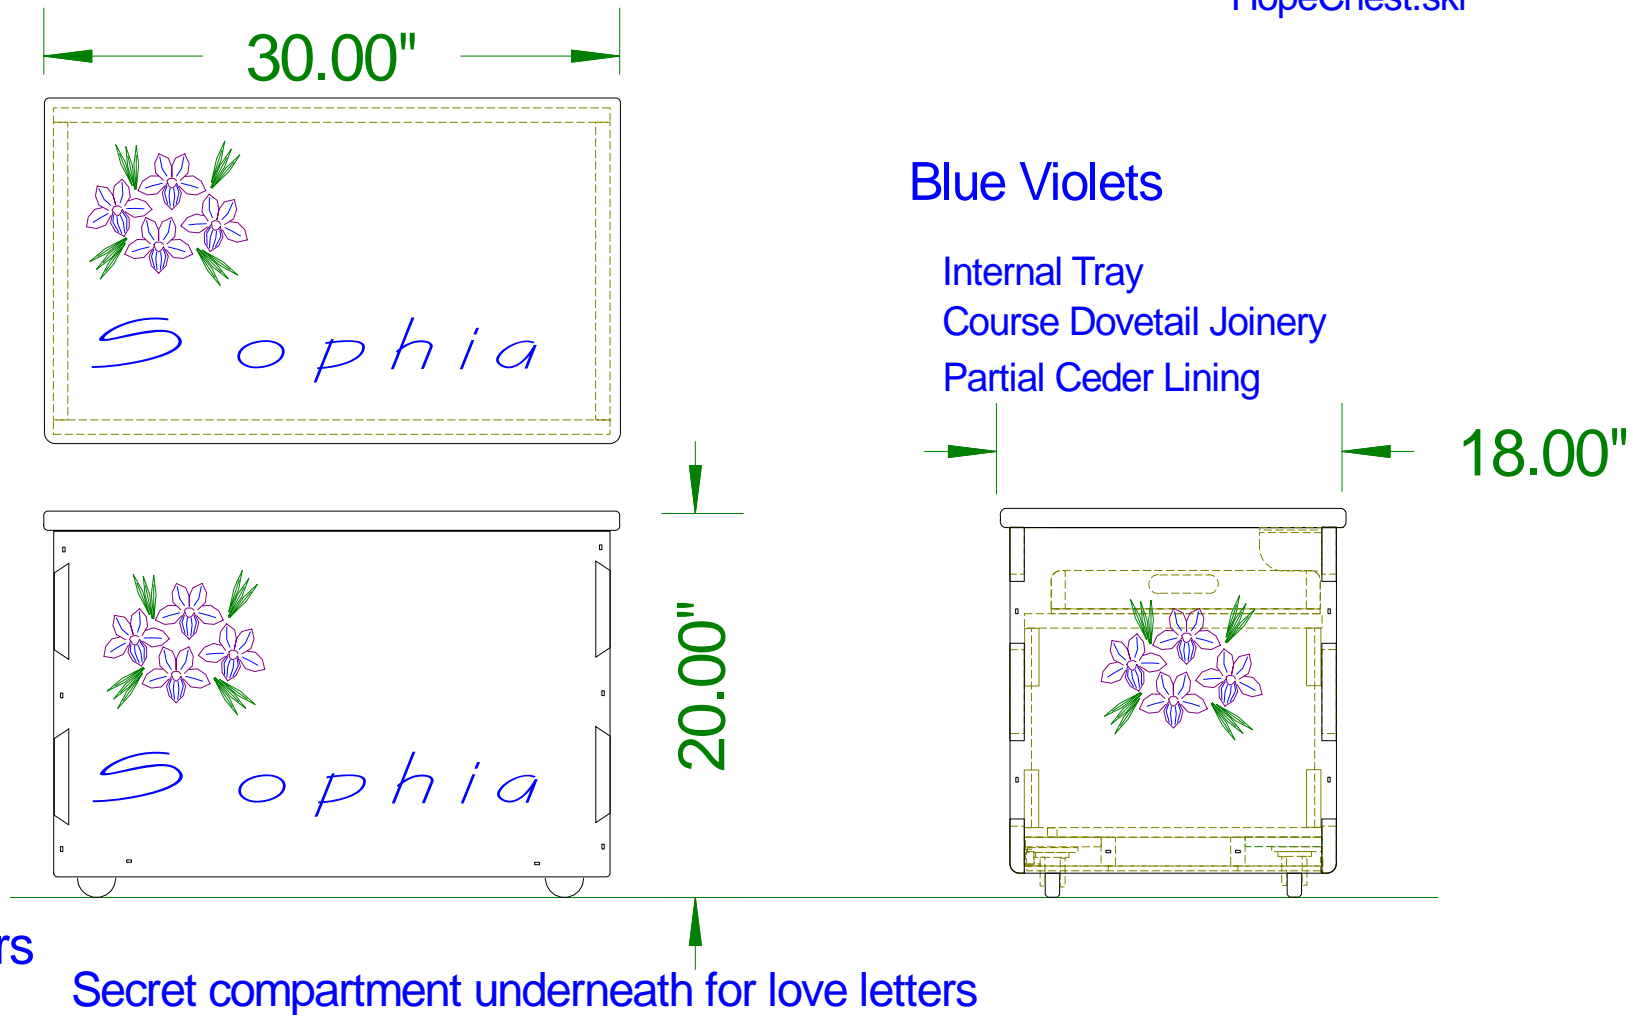 30.00"
Blue Violets
Internal Tray
Course Dovetail Joinery
Partial Ceder Lining
Sophia
18.00"
20.00"
Sophia
rs
Secret compartment underneath for love letters